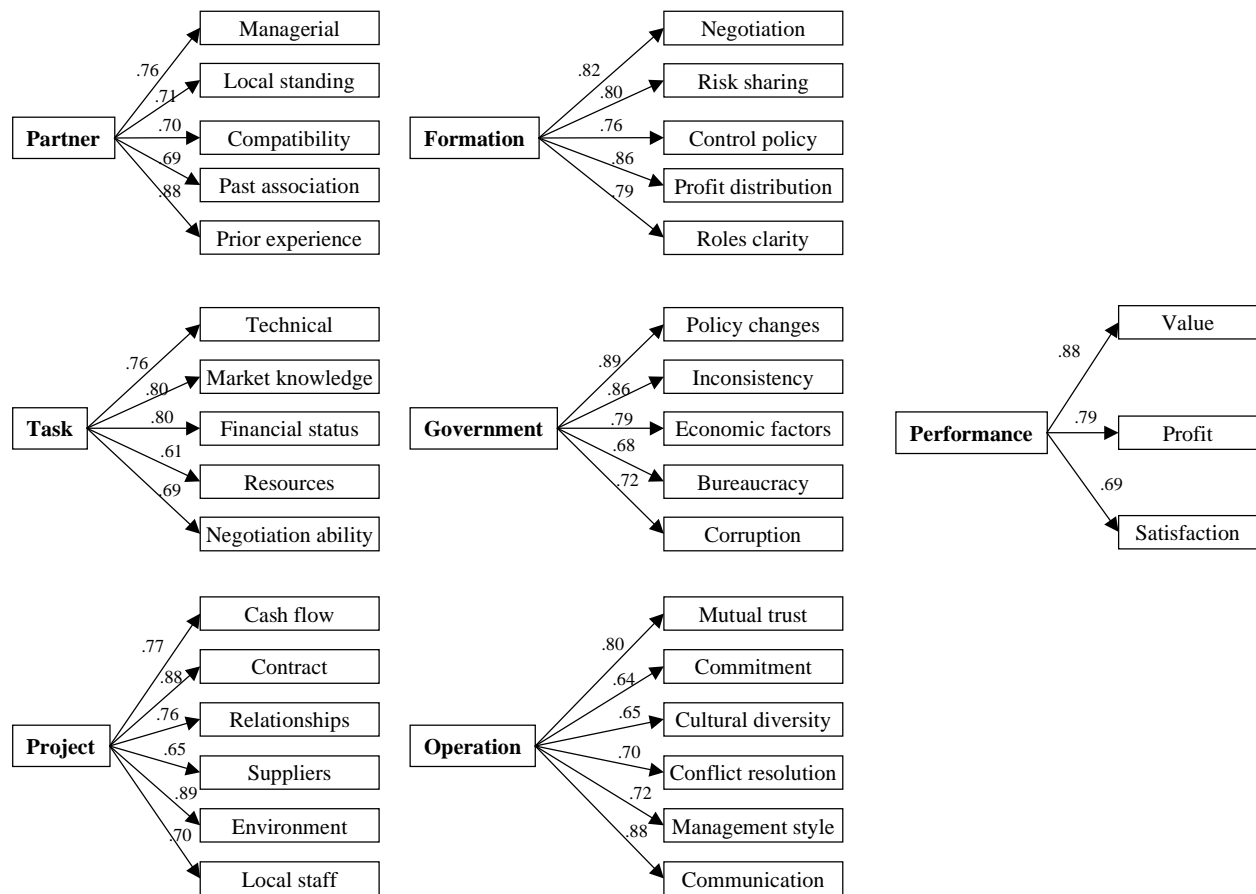 Partner
Managerial
.76
Local standing
.71
Compatibility
.70
Past association
.69
Prior experience
.88
Formation
Negotiation
.82
Risk sharing
.80
Control policy
.76
Profit distribution
.86
Roles clarity
.79
Task
Technical
.76
Market knowledge
.80
Financial status
.80
Resources
.61
Negotiation ability
.69
Government
Policy changes
.89
Inconsistency
.86
Economic factors
.79
Bureaucracy
.68
Corruption
.72
Performance
Value
.88
Profit
.79
Satisfaction
.69
Project
Cash flow
.77
Contract
.88
Relationships
.76
Suppliers
.65
Environment
.89
Local staff
.70
Operation
Mutual trust
.80
Commitment
.64
Cultural diversity
.65
Conflict resolution
.70
Management style
.72
Communication
.88